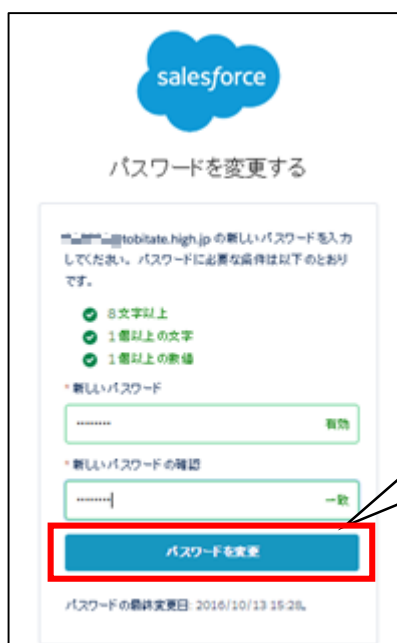 salesforce
パスワードを変更する
tobitate.high.jp の新しいパスワードを入力
してください。パスワードに必要な条件は以下のとおり
です。
8 文字以上
1 個以上の文字
1 個以上の数値
* 新しいパスワード
有効
* 新しいパスワードの確認
一致
パスワードを変更
パスワードの最終変更日: 2016/10/13 15:28。